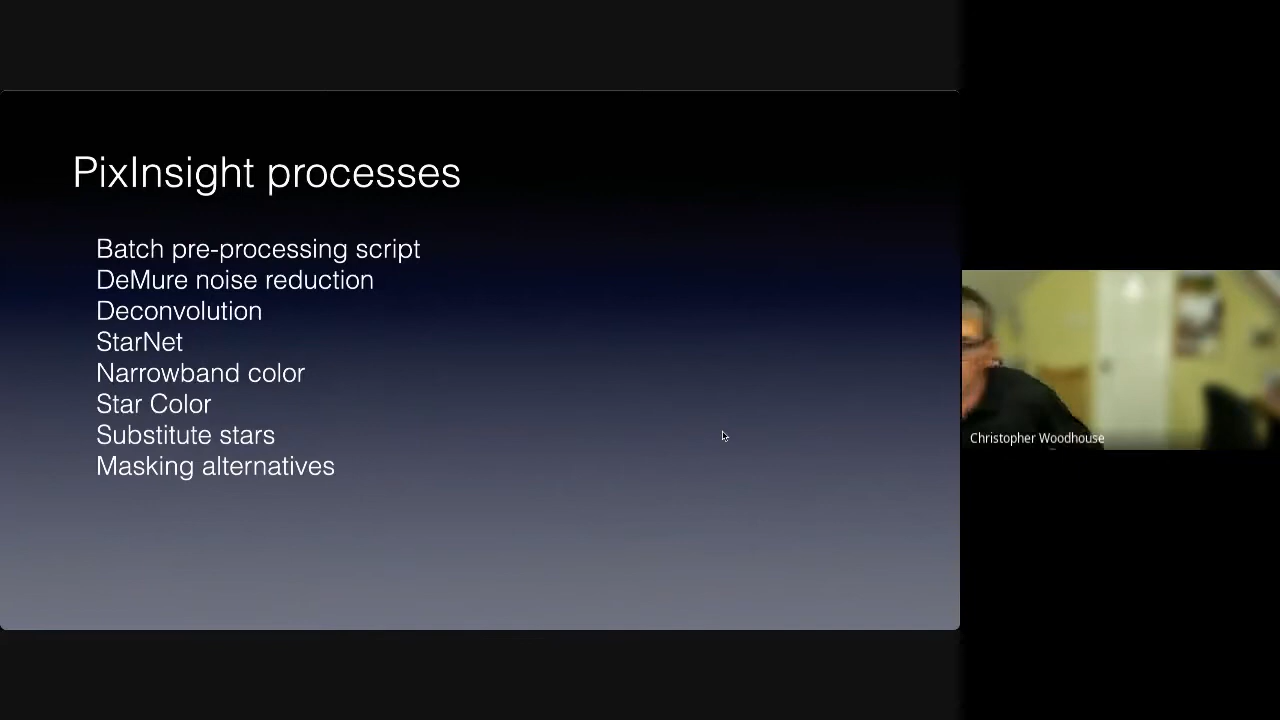 PixInsight processes
Batch pre-processing script
DeMure noise reduction
Deconvolution
StarNet
Narrowband color
Star Color
Substitute stars
Masking alternatives
Christopher Woodhouse